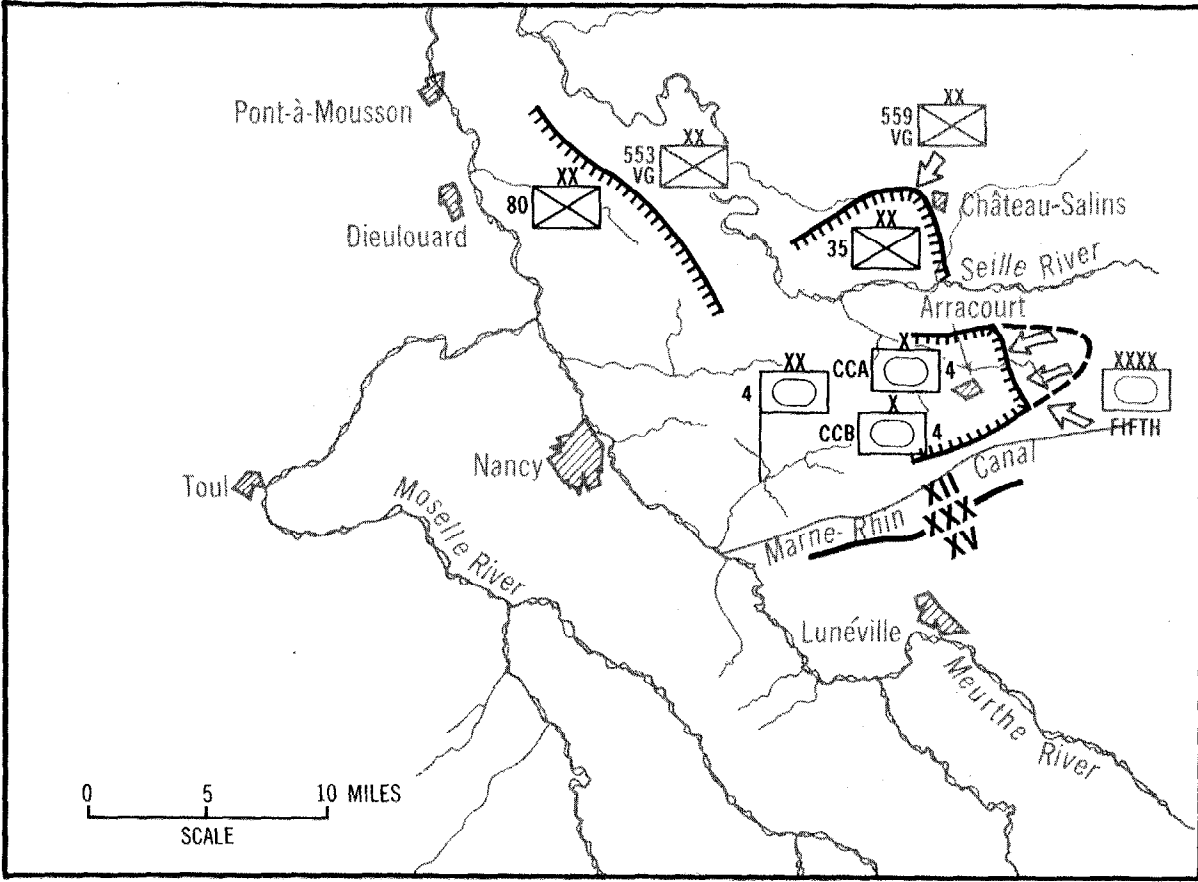 Pont-à-Mousson
XX
559
VG
XX
553
VG
XX
80
Château-Salins
XX
35
Dieulouard
Seille River
Arracourt
X
CCA 4
XX
4
XXXX
FIFTH
X
CCB 4
Nancy
Toul
Canal
Marne-Rhin
XII
XXX
XV
Moselle River
Lunéville
Meurthe River
0 5 10 MILES
SCALE